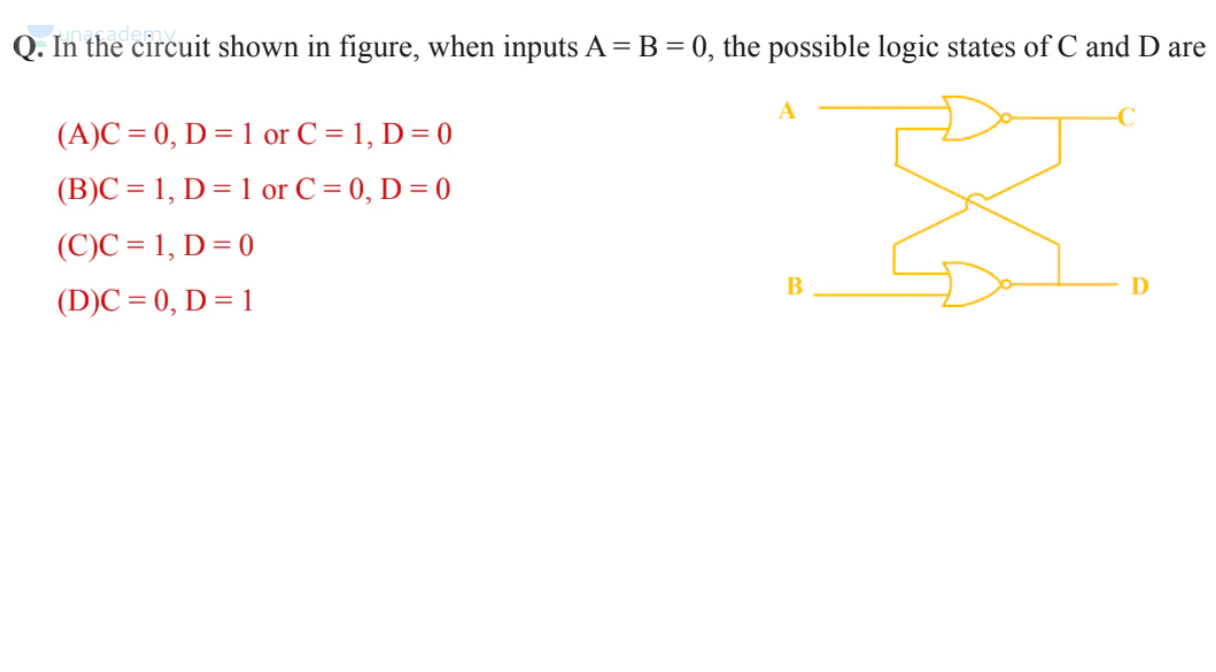 unacademy
Q. In the circuit shown in figure, when inputs A = B = 0, the possible logic states of C and D are
(A)C = 0, D = 1 or C = 1, D = 0
(B)C = 1, D = 1 or C = 0, D = 0
(C)C = 1, D = 0
(D)C = 0, D = 1
A
C
B
D